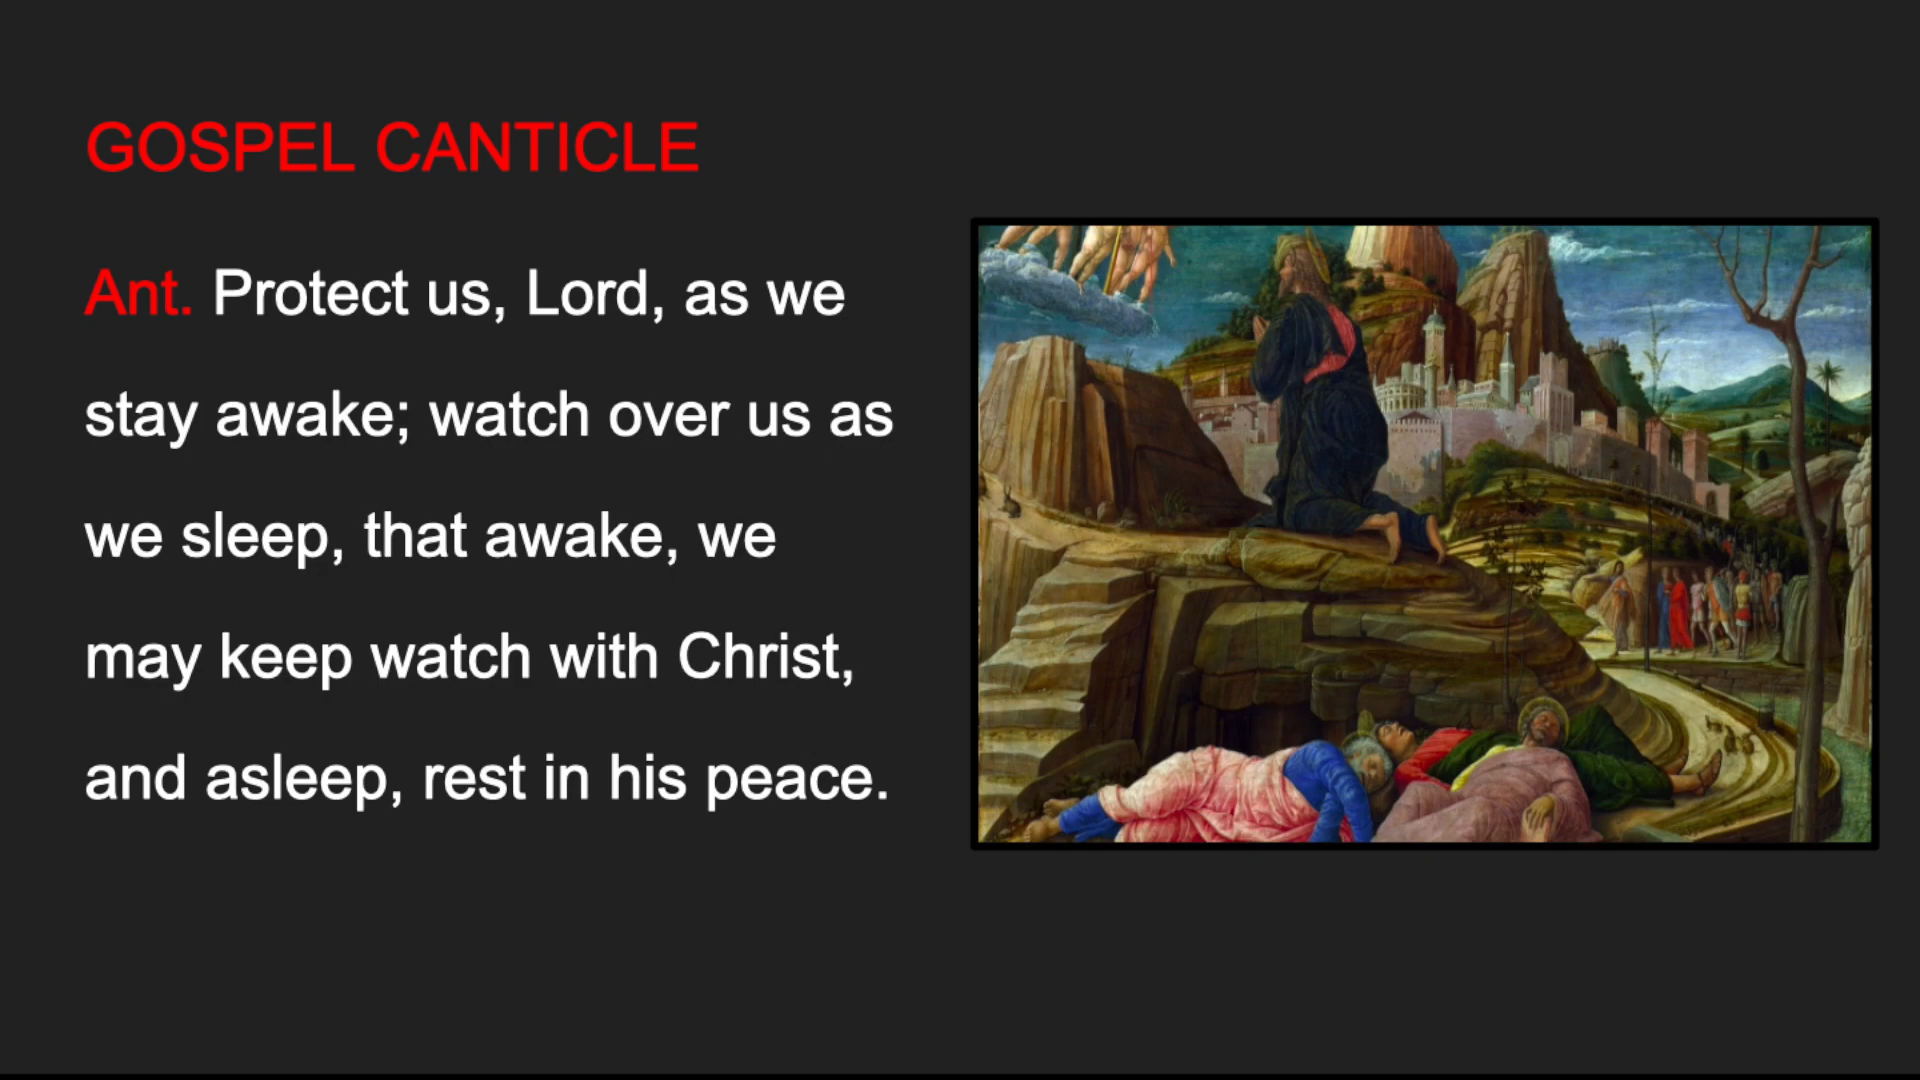 GOSPEL CANTICLE
Ant. Protect us, Lord, as we
stay awake; watch over us as
we sleep, that awake, we
may keep watch with Christ,
and asleep, rest in his peace.